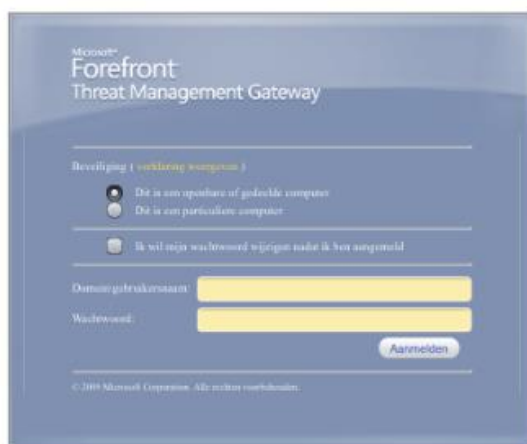 Microsoft
Forefront
Threat Management Gateway
Beveiliging ( verklaring weergeven )
Dit is een openbare of gedeelde computer
Dit is een particuliere computer
Ik wil mijn wachtwoord wijzigen nadat ik ben aangemeld
Domein\gebruikersnaam:
Wachtwoord:
Aanmelden
© 2009 Microsoft Corporation. Alle rechten voorbehouden.